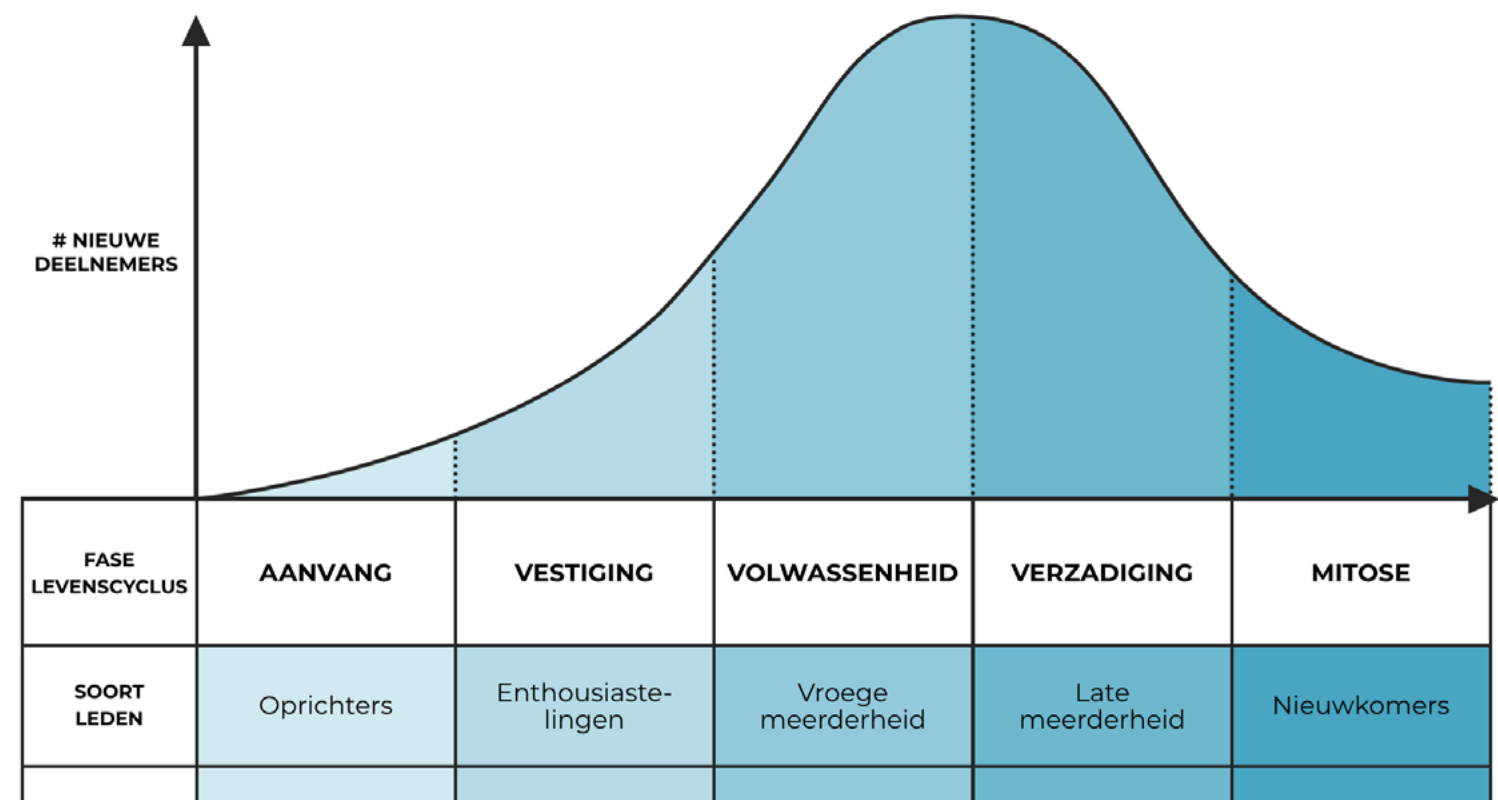 # NIEUWE
DEELNEMERS
FASE
LEVENSCYCLUS
AANVANG
VESTIGING
VOLWASSENHEID
VERZADIGING
MITOSE
SOORT
LEDEN
Oprichters
Enthousiaste-
lingen
Vroege
meerderheid
Late
meerderheid
Nieuwkomers